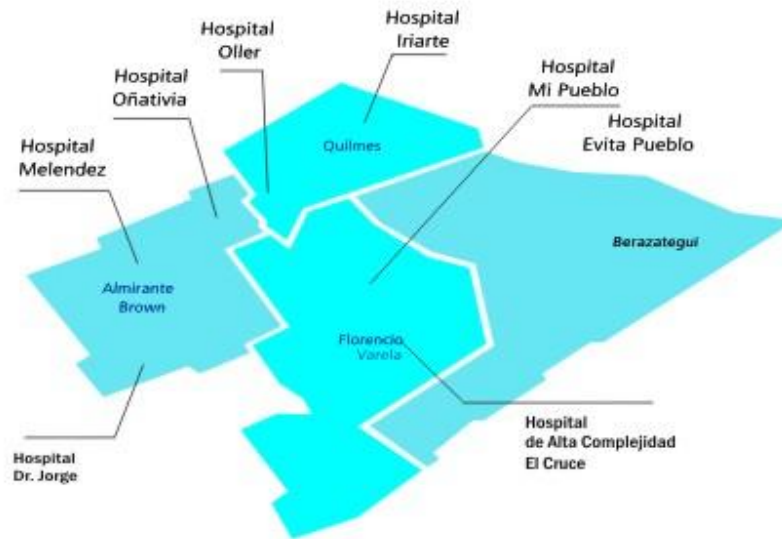 Hospital
Iriarte
Hospital
Oller
Hospital
Mi Pueblo
Hospital
Oñativia
Hospital
Evita Pueblo
Hospital
Melendez
Quilmes
Berazategui
Almirante
Brown
Florencio
Varela
Hospital
de Alta Complejidad
El Cruce
Hospital
Dr. Jorge